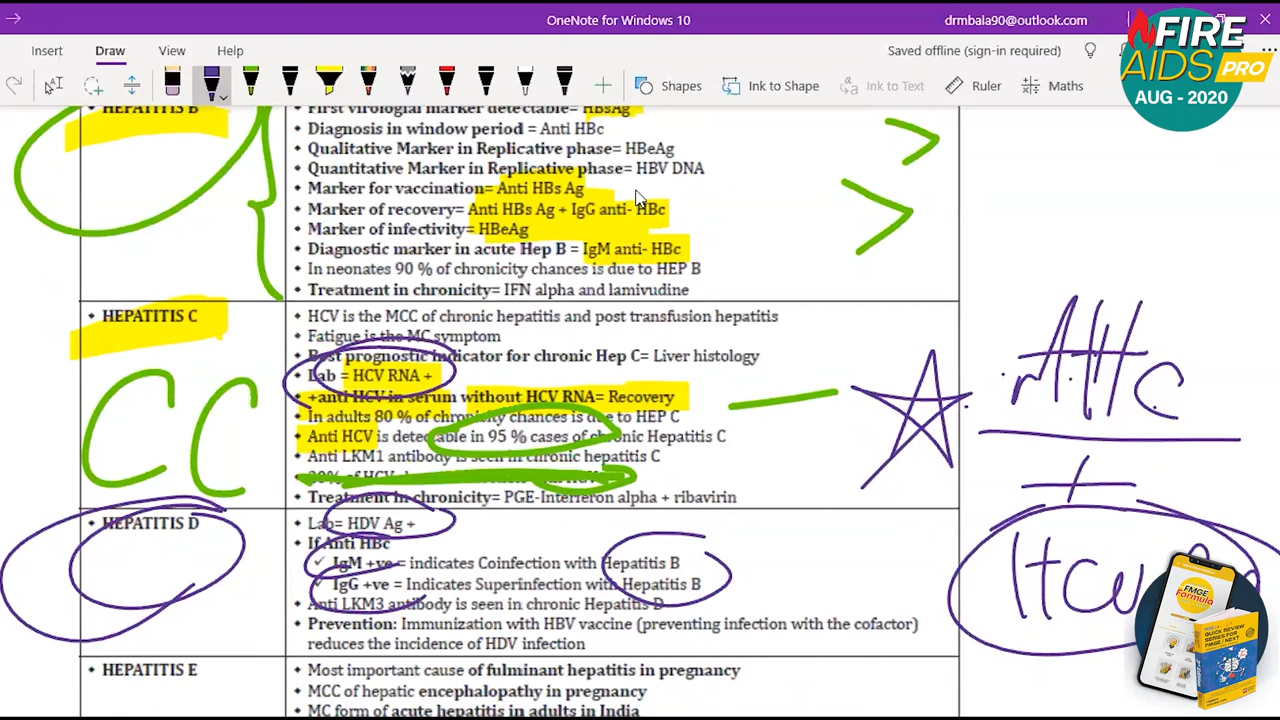 OneNote for Windows 10
drmbala90@outlook.com
Insert Draw View Help
Saved offline (sign-in required)
Shapes Ink to Shape Ink to Text Ruler Maths
FIRE
AIDS PRO
AUG - 2020
• HEPATITIS B
• First virological marker detectable= HBsAg
• Diagnosis in window period = Anti HBc
• Qualitative Marker in Replicative phase= HBeAg
• Quantitative Marker in Replicative phase= HBV DNA
• Marker for vaccination= Anti HBs Ag
• Marker of recovery= Anti HBs Ag + IgG anti- HBc
• Marker of infectivity= HBeAg
• Diagnostic marker in acute Hep B = IgM anti- HBc
• In neonates 90 % of chronicity chances is due to HEP B
• Treatment in chronicity= IFN alpha and lamivudine
• HEPATITIS C
• HCV is the MCC of chronic hepatitis and post transfusion hepatitis
• Fatigue is the MC symptom
• Best prognostic indicator for chronic Hep C= Liver histology
• Lab = HCV RNA +
• +anti HCV in serum without HCV RNA= Recovery
• In adults 80 % of chronicity chances is due to HEP C
• Anti HCV is detectable in 95 % cases of chronic Hepatitis C
• Anti LKM1 antibody is seen in chronic hepatitis C
• Treatment in chronicity= PGE-Interferon alpha + ribavirin
CC
• HEPATITIS D
• Lab= HDV Ag +
• If Anti HBc
✓ IgM +ve = indicates Coinfection with Hepatitis B
✓ IgG +ve = Indicates Superinfection with Hepatitis B
• Anti LKM3 antibody is seen in chronic Hepatitis D
• Prevention: Immunization with HBV vaccine (preventing infection with the cofactor)
reduces the incidence of HDV infection
• HEPATITIS E
• Most important cause of fulminant hepatitis in pregnancy
• MCC of hepatic encephalopathy in pregnancy
• MC form of acute hepatitis in adults in India
+
FMGE
Formula
QUICK REVIEW
SERIES FOR
FMGE / NEXT